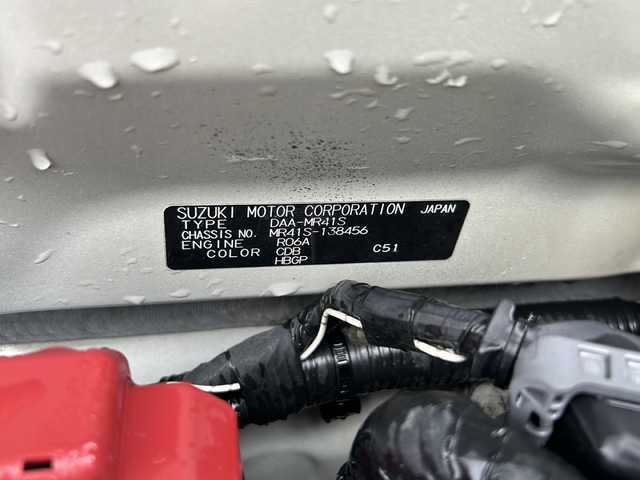 SUZUKI MOTOR CORPORATION JAPAN
TYPE DAA-MR41S
CHASSIS NO. MR41S-138456
ENGINE R06A
COLOR CDB C51
HBGP